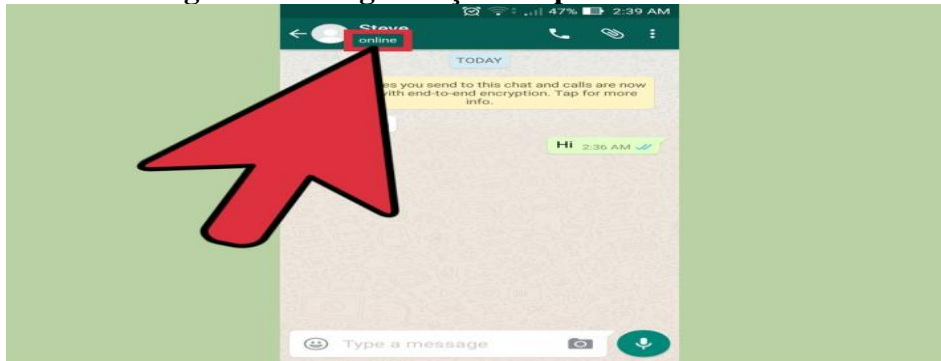 47% 2:39 AM
Steve
online
TODAY
es you send to this chat and calls are now
with end-to-end encryption. Tap for more
info.
Hi 2:36 AM
Type a message